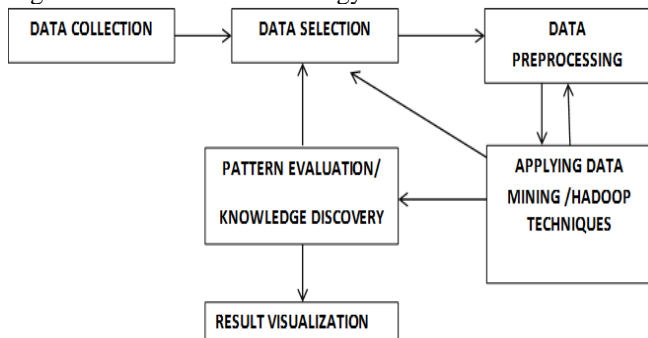 DATA COLLECTION
DATA SELECTION
DATA
PREPROCESSING
PATTERN EVALUATION/
KNOWLEDGE DISCOVERY
APPLYING DATA
MINING /HADOOP
TECHNIQUES
RESULT VISUALIZATION